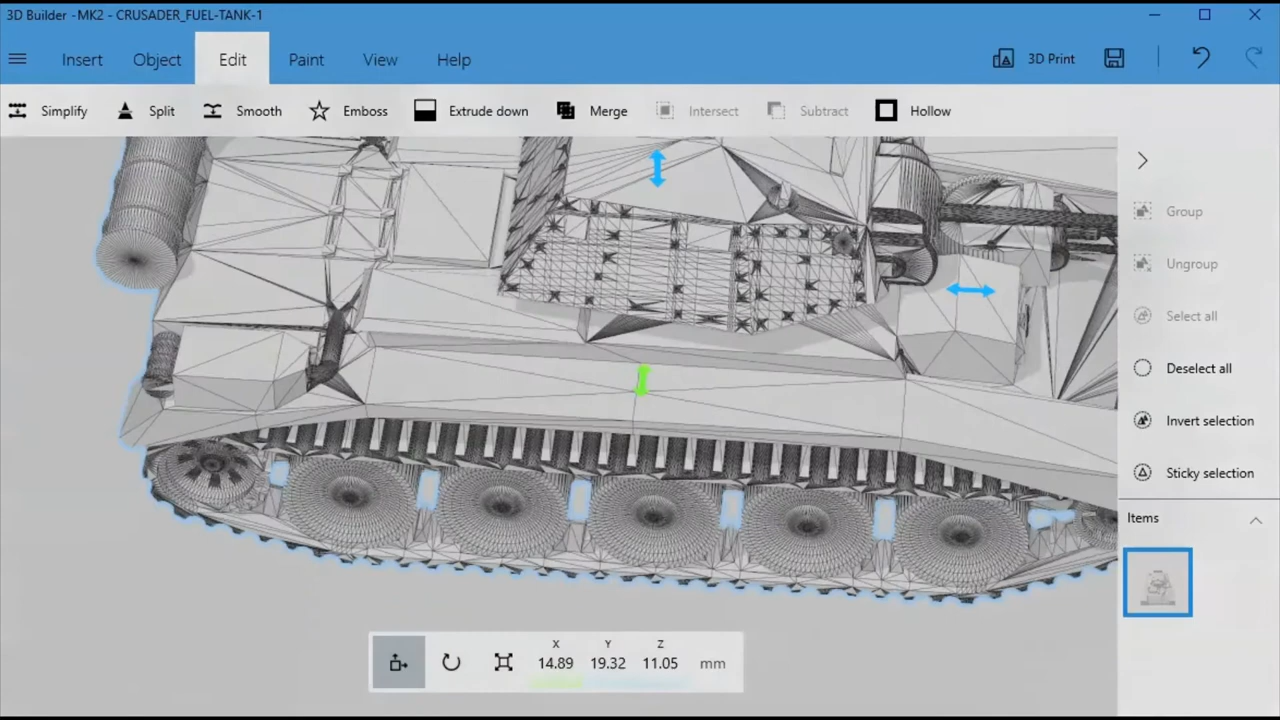 3D Builder - MK2 - CRUSADER_FUEL-TANK-1
Insert Object Edit Paint View Help 3D Print
Simplify Split Smooth Emboss Extrude down Merge Intersect Subtract Hollow
Group
Ungroup
Select all
Deselect all
Invert selection
Sticky selection
Items
X Y Z
14.89 19.32 11.05 mm